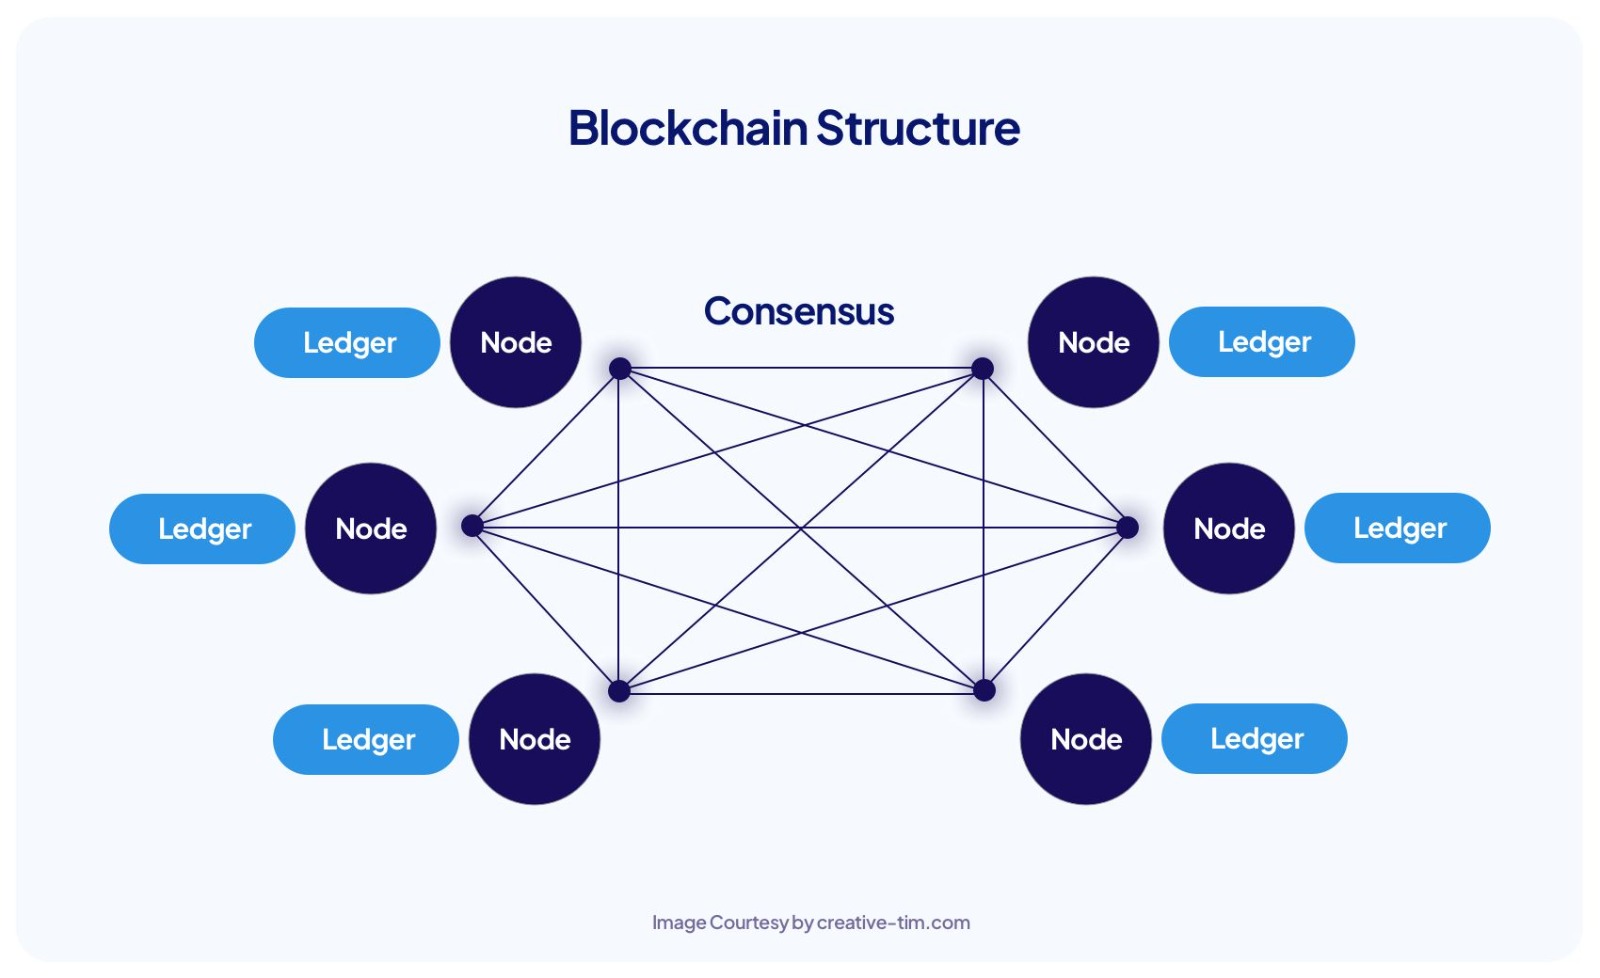 Blockchain Structure
Consensus
Ledger Node Node Ledger
Ledger Node Node Ledger
Ledger Node Node Ledger
Image Courtesy by creative-tim.com